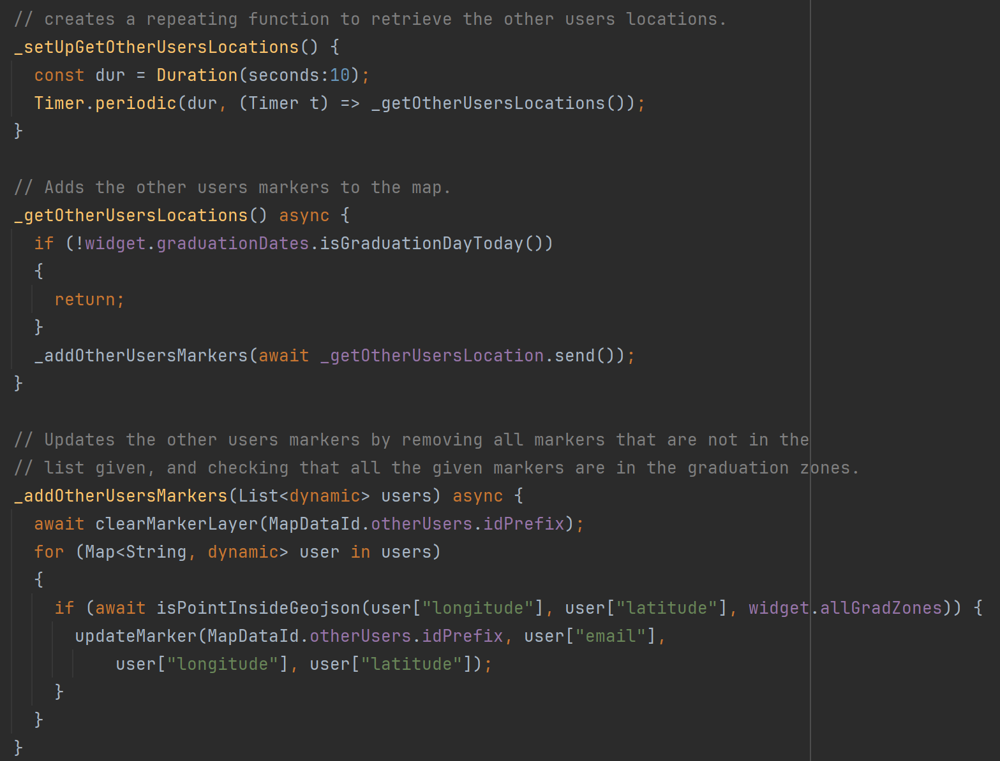 // creates a repeating function to retrieve the other users locations.
_setUpGetOtherUsersLocations() {
  const dur = Duration(seconds:10);
  Timer.periodic(dur, (Timer t) => _getOtherUsersLocations());
}

// Adds the other users markers to the map.
_getOtherUsersLocations() async {
  if (!widget.graduationDates.isGraduationDayToday())
  {
    return;
  }
  _addOtherUsersMarkers(await _getOtherUsersLocation.send());
}

// Updates the other users markers by removing all markers that are not in the
// list given, and checking that all the given markers are in the graduation zones.
_addOtherUsersMarkers(List<dynamic> users) async {
  await clearMarkerLayer(MapDataId.otherUsers.idPrefix);
  for (Map<String, dynamic> user in users)
  {
    if (await isPointInsideGeojson(user["longitude"], user["latitude"], widget.allGradZones)) {
      updateMarker(MapDataId.otherUsers.idPrefix, user["email"],
          user["longitude"], user["latitude"]);
    }
  }
}